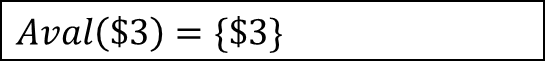 Aval($3) = {$3}